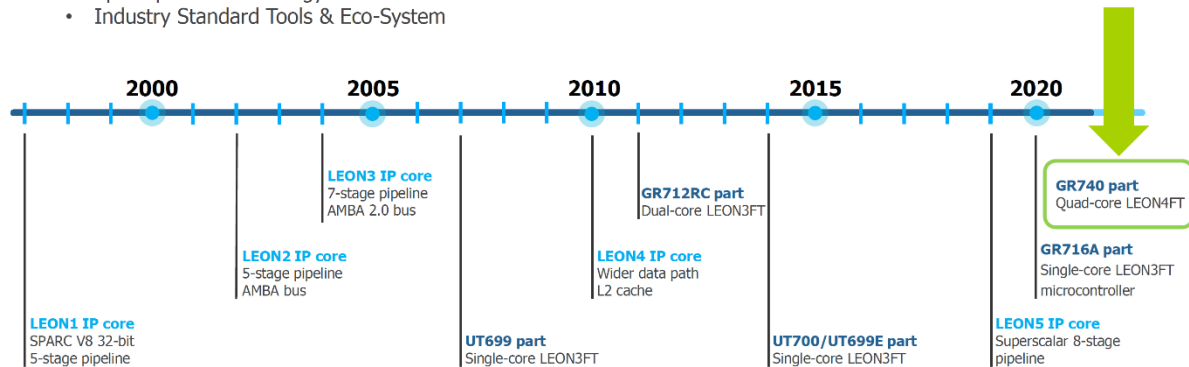 • Industry Standard Tools & Eco-System
2000
2005
2010
2015
2020
LEON3 IP core
7-stage pipeline
AMBA 2.0 bus
GR712RC part
Dual-core LEON3FT
GR740 part
Quad-core LEON4FT
LEON2 IP core
5-stage pipeline
AMBA bus
LEON4 IP core
Wider data path
L2 cache
GR716A part
Single-core LEON3FT
microcontroller
LEON1 IP core
SPARC V8 32-bit
5-stage pipeline
UT699 part
Single-core LEON3FT
UT700/UT699E part
Single-core LEON3FT
LEON5 IP core
Superscalar 8-stage
pipeline